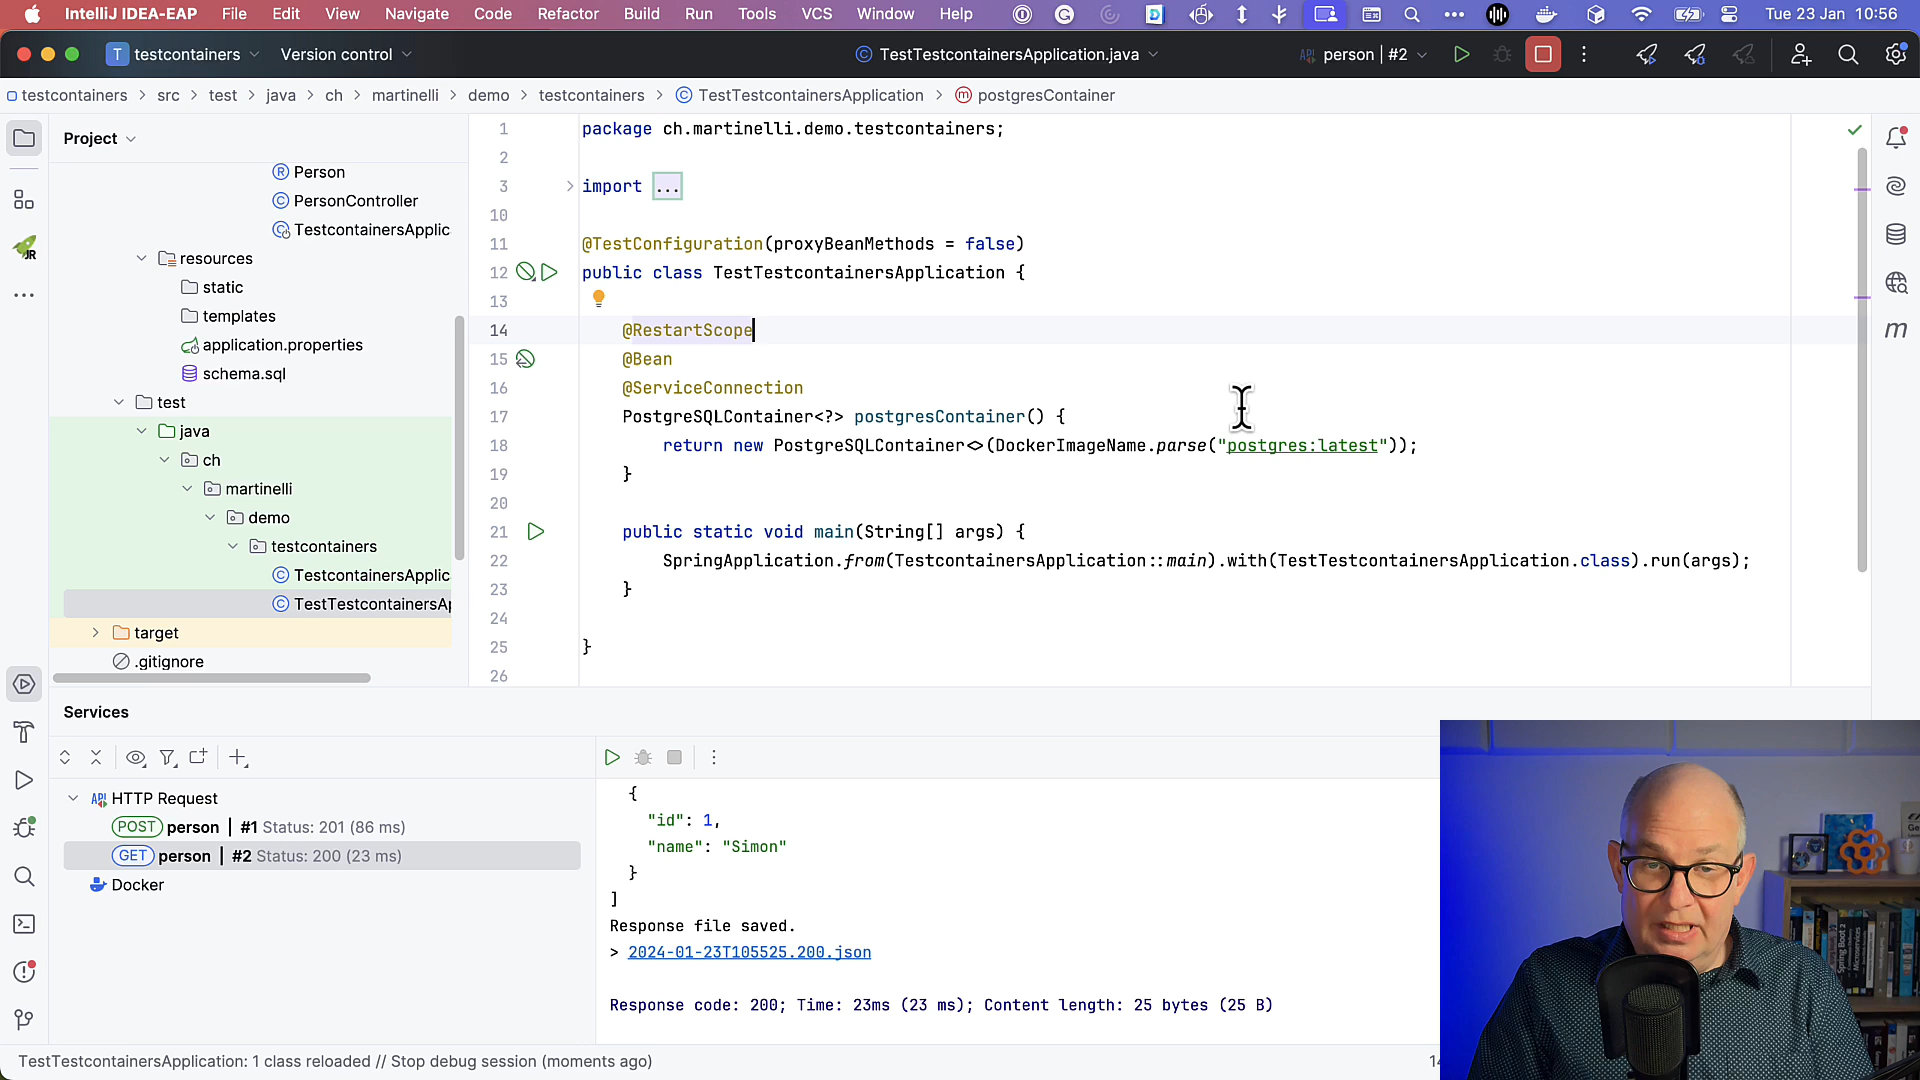 IntelliJ IDEA-EAP File Edit View Navigate Code Refactor Build Run Tools VCS Window Help Tue 23 Jan 10:56
T testcontainers Version control TestTestcontainersApplication.java API person | #2
testcontainers > src > test > java > ch > martinelli > demo > testcontainers > TestTestcontainersApplication > postgresContainer
Project
Person
PersonController
TestcontainersApplic
resources
static
templates
application.properties
schema.sql
test
java
ch
martinelli
demo
testcontainers
TestcontainersApplic
TestTestcontainersAp
target
.gitignore
1 package ch.martinelli.demo.testcontainers;
2
3 import ...
10
11 @TestConfiguration(proxyBeanMethods = false)
12 public class TestTestcontainersApplication {
13
14 @RestartScope
15 @Bean
16 @ServiceConnection
17 PostgreSQLContainer<?> postgresContainer() {
18 return new PostgreSQLContainer<>(DockerImageName.parse("postgres:latest"));
19 }
20
21 public static void main(String[] args) {
22 SpringApplication.from(TestcontainersApplication::main).with(TestTestcontainersApplication.class).run(args);
23 }
24
25 }
26
Services
HTTP Request
POST person | #1 Status: 201 (86 ms)
GET person | #2 Status: 200 (23 ms)
Docker
{
"id": 1,
"name": "Simon"
}
]
Response file saved.
> 2024-01-23T105525.200.json
Response code: 200; Time: 23ms (23 ms); Content length: 25 bytes (25 B)
TestTestcontainersApplication: 1 class reloaded // Stop debug session (moments ago)
Spring Boot 2
Microservices